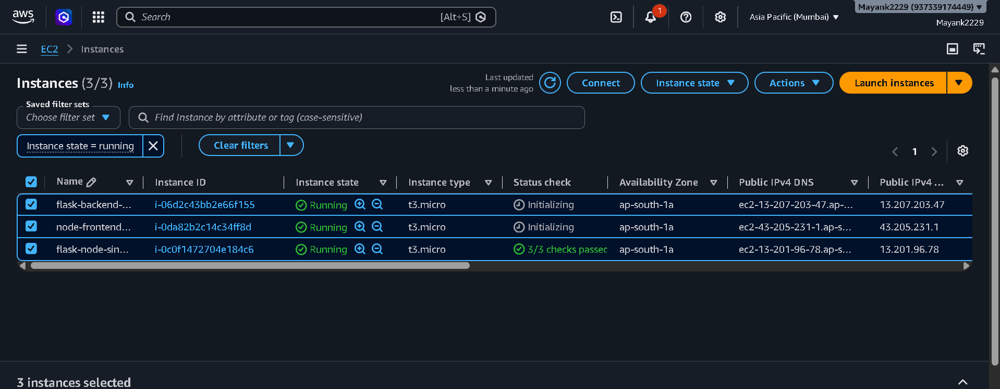 aws
Search [Alt+S]
1
Asia Pacific (Mumbai)
Mayank2229 (937339174449)
Mayank2229
EC2 Instances
Instances (3/3) Info
Last updated
less than a minute ago
Connect
Instance state
Actions
Launch instances
Saved filter sets
Choose filter set
Find Instance by attribute or tag (case-sensitive)
Instance state = running
Clear filters
1
Name Instance ID Instance state Instance type Status check Availability Zone Public IPv4 DNS Public IPv4 ...
flask-backend-... i-06d2c43bb2e66f155 Running t3.micro Initializing ap-south-1a ec2-13-207-203-47.ap-... 13.207.203.47
node-frontend... i-0da82b2c14c34ff8d Running t3.micro Initializing ap-south-1a ec2-43-205-231-1.ap-s... 43.205.231.1
flask-node-sin... i-0c0f1472704e184c6 Running t3.micro 3/3 checks passec ap-south-1a ec2-13-201-96-78.ap-s... 13.201.96.78
3 instances selected